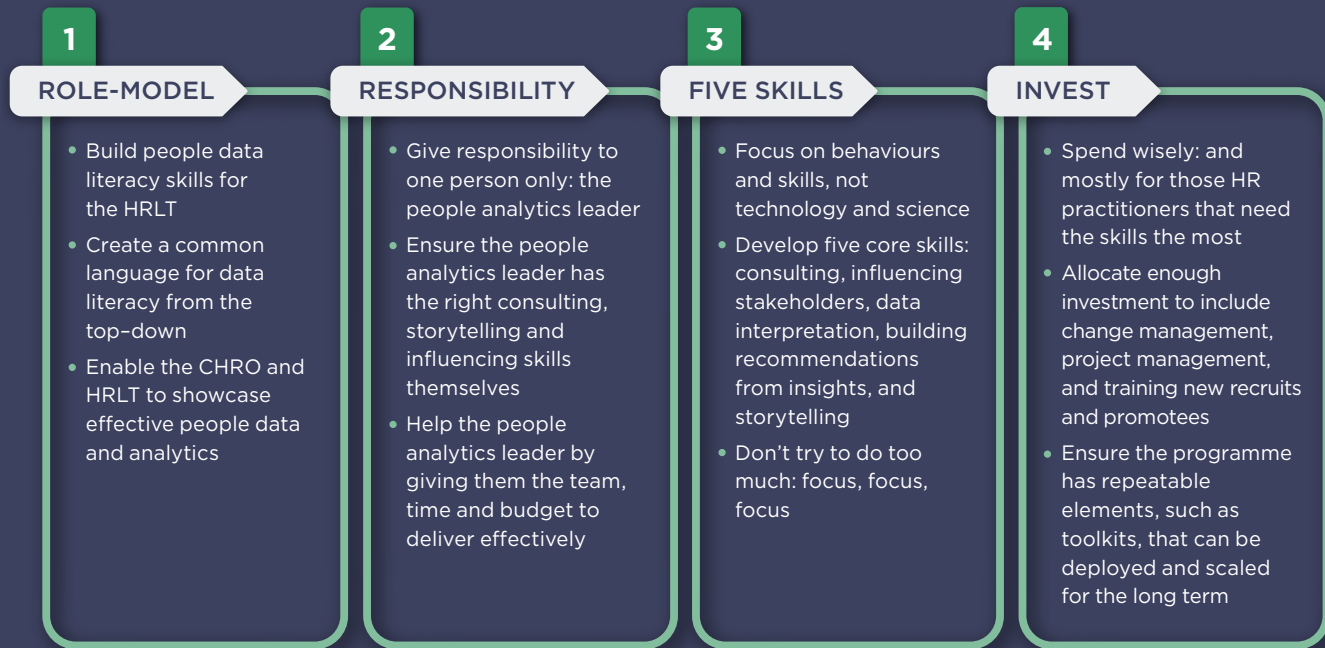 1
ROLE-MODEL
• Build people data
literacy skills for
the HRLT
• Create a common
language for data
literacy from the
top–down
• Enable the CHRO and
HRLT to showcase
effective people data
and analytics
2
RESPONSIBILITY
• Give responsibility to
one person only: the
people analytics leader
• Ensure the people
analytics leader has
the right consulting,
storytelling and
influencing skills
themselves
• Help the people
analytics leader by
giving them the team,
time and budget to
deliver effectively
3
FIVE SKILLS
• Focus on behaviours
and skills, not
technology and science
• Develop five core skills:
consulting, influencing
stakeholders, data
interpretation, building
recommendations
from insights, and
storytelling
• Don't try to do too
much: focus, focus,
focus
4
INVEST
• Spend wisely: and
mostly for those HR
practitioners that need
the skills the most
• Allocate enough
investment to include
change management,
project management,
and training new recruits
and promotees
• Ensure the programme
has repeatable
elements, such as
toolkits, that can be
deployed and scaled
for the long term